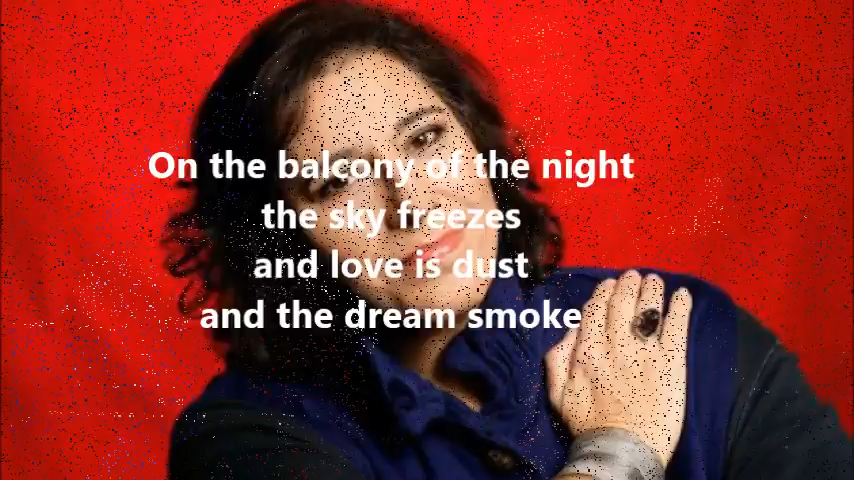 On the balcony of the night
the sky freezes
and love is dust
and the dream smoke